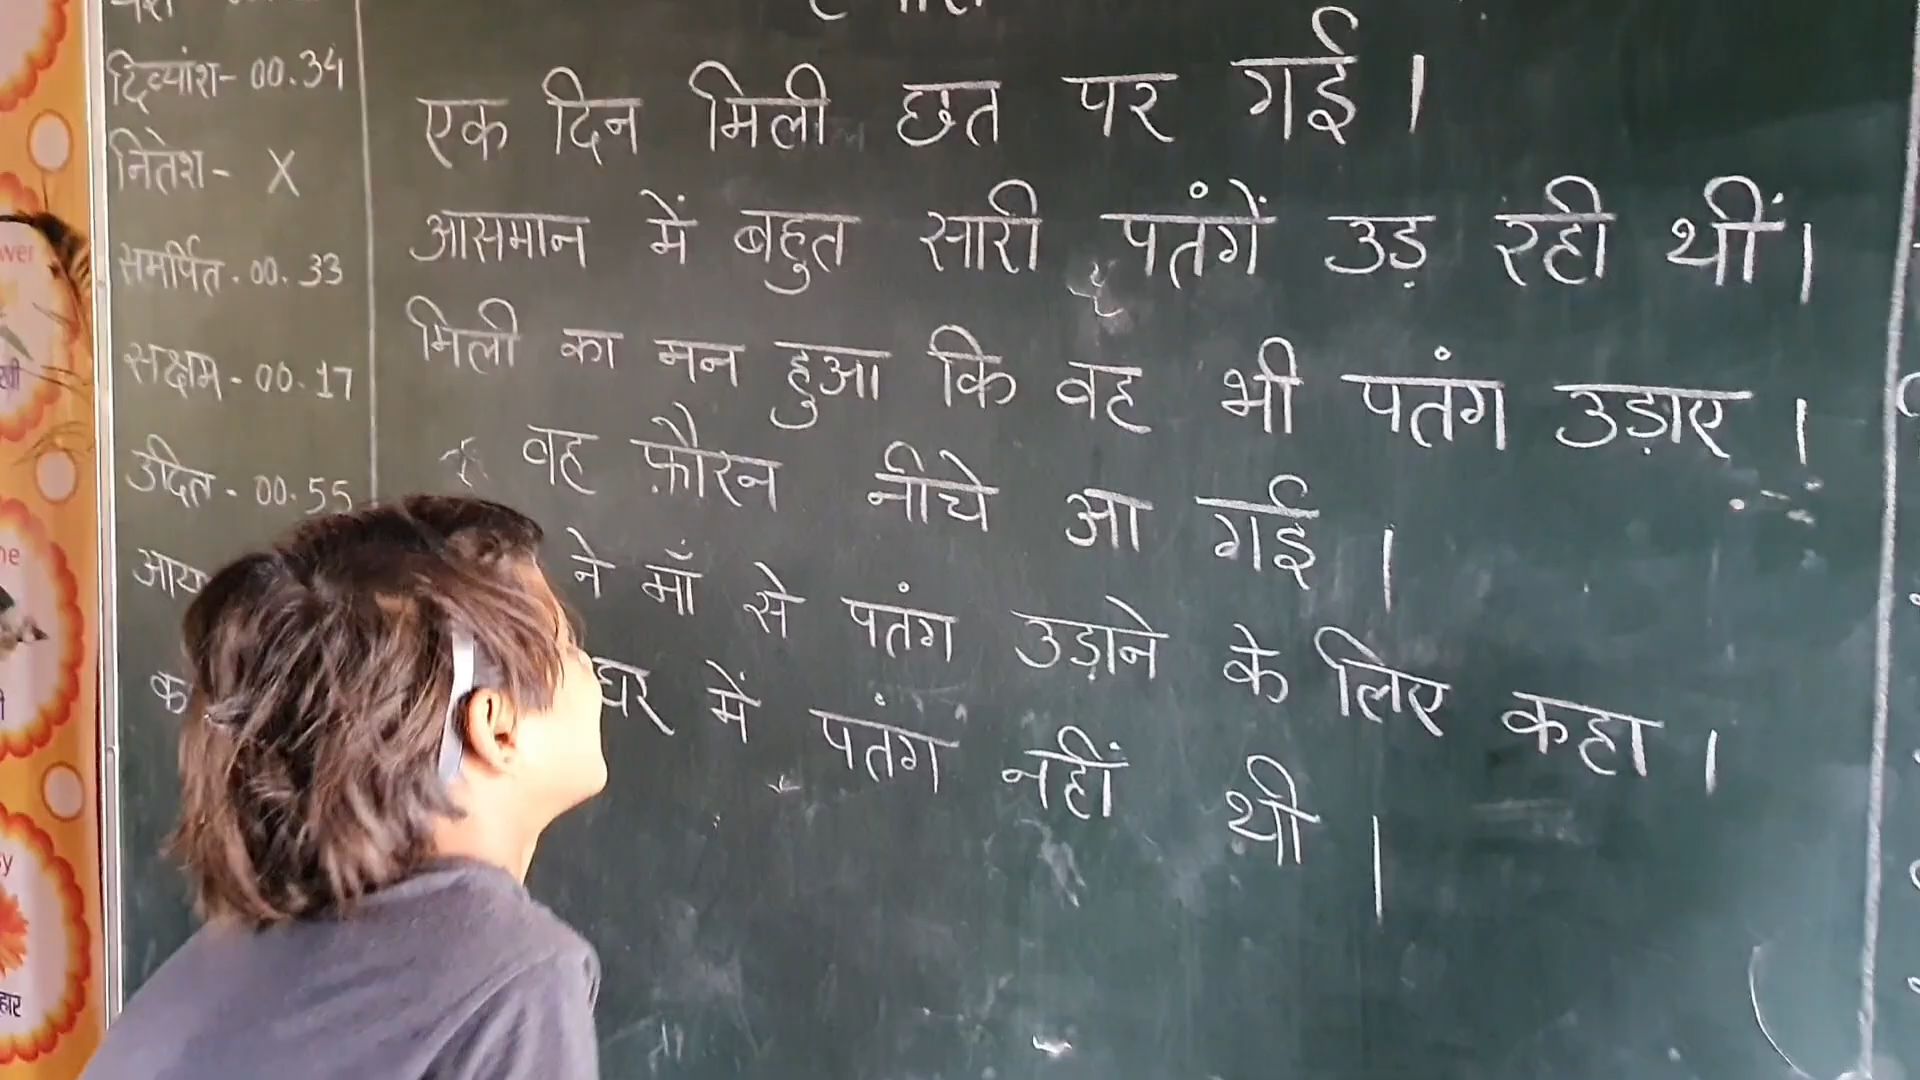 दिव्यांश- 00.34
नितेश- X
समर्पित. 00.33
सक्षम- 00.17
उदित- 00.55
एक दिन मिली छत पर गई।
आसमान में बहुत सारी पतंगें उड़ रही थीं।
मिली का मन हुआ कि वह भी पतंग उड़ाए।
वह फ़ौरन नीचे आ गई।
ने माँ से पतंग उड़ाने के लिए कहा।
घर में पतंग नहीं थी।